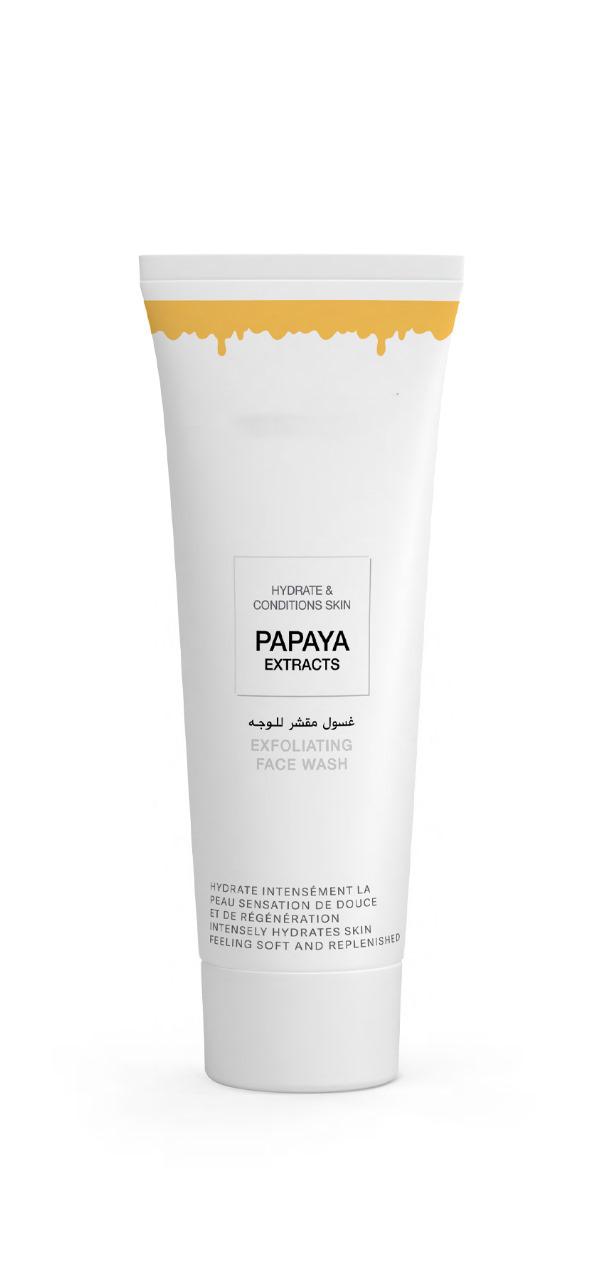 HYDRATE &
CONDITIONS SKIN
PAPAYA
EXTRACTS
غسول مقشر للوجه
EXFOLIATING
FACE WASH
HYDRATE INTENSÉMENT LA
PEAU SENSATION DE DOUCE
ET DE RÉGÉNÉRATION
INTENSELY HYDRATES SKIN
FEELING SOFT AND REPLENISHED